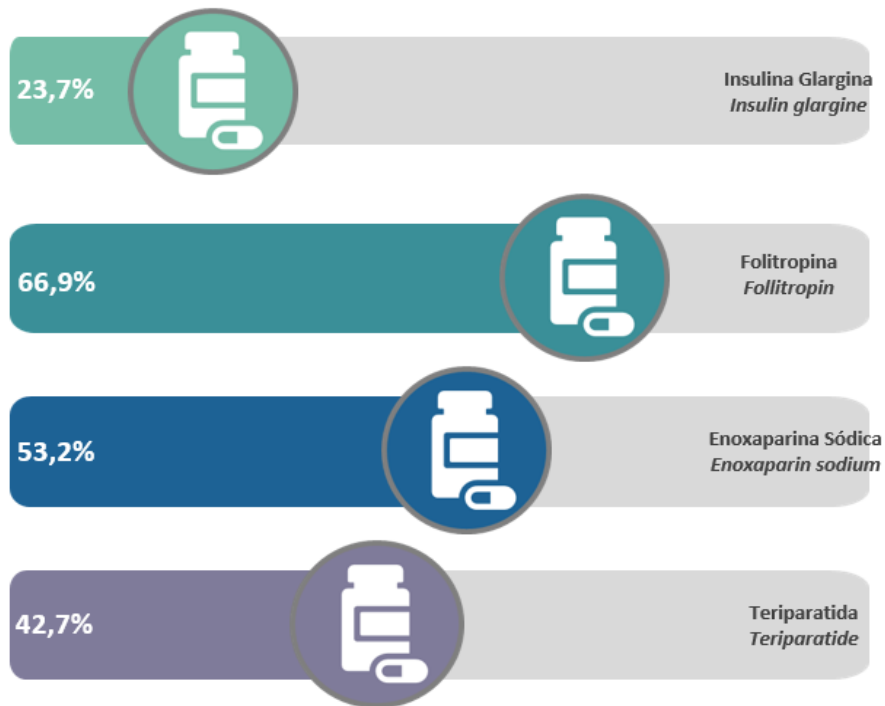 23,7%
Insulina Glargina
Insulin glargine
66,9%
Folitropina
Follitropin
53,2%
Enoxaparina Sódica
Enoxaparin sodium
42,7%
Teriparatida
Teriparatide